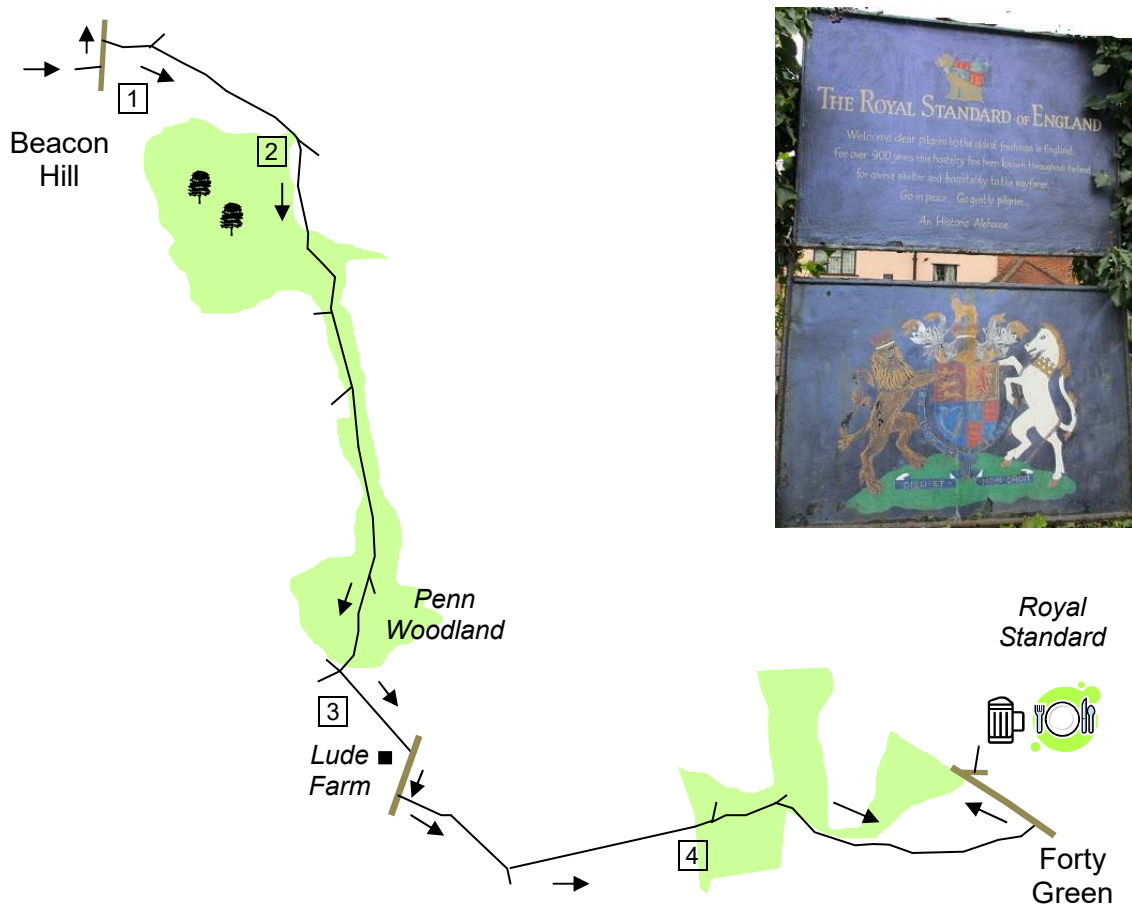 1
Beacon
Hill
2
THE ROYAL STANDARD OF ENGLAND
Welcome dear pilgrim to the oldest freehouse in England.
For over 900 years this hostelry has been known throughout the land
for giving shelter and hospitality to the wayfarer.
Go in peace. Go gently pilgrim.
An Historic Alehouse
DIEU·ET·
MON·DROIT
Penn
Woodland
Royal
Standard
3
Lude
Farm
4
Forty
Green